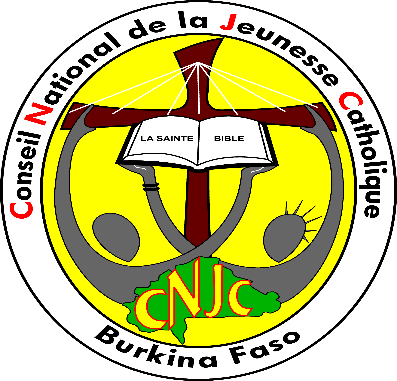 Conseil National de la Jeunesse Catholique
LA SAINTE BIBLE
CNJC
Burkina Faso